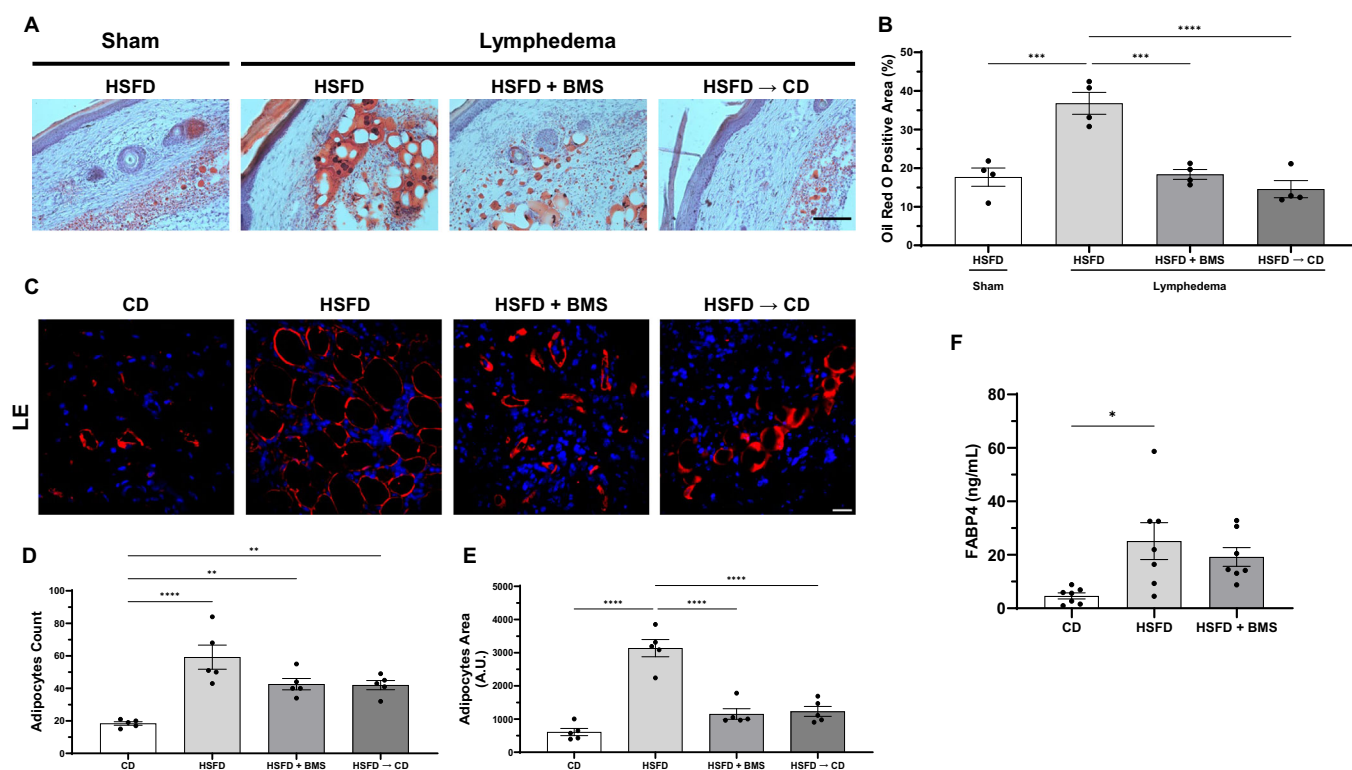 A
Sham
Lymphedema
HSFD
HSFD
HSFD + BMS
HSFD → CD
B
****
***
***
Oil Red O Positive Area (%)
50
40
30
20
10
0
HSFD
HSFD
HSFD + BMS
HSFD → CD
Sham
Lymphedema
C
CD
HSFD
HSFD + BMS
HSFD → CD
LE
D
**
**
****
Adipocytes Count
100
80
60
40
20
0
CD
HSFD
HSFD + BMS
HSFD → CD
E
****
****
****
Adipocytes Area
(A.U.)
5000
4000
3000
2000
1000
0
CD
HSFD
HSFD + BMS
HSFD → CD
F
*
FABP4 (ng/mL)
80
60
40
20
0
CD
HSFD
HSFD + BMS